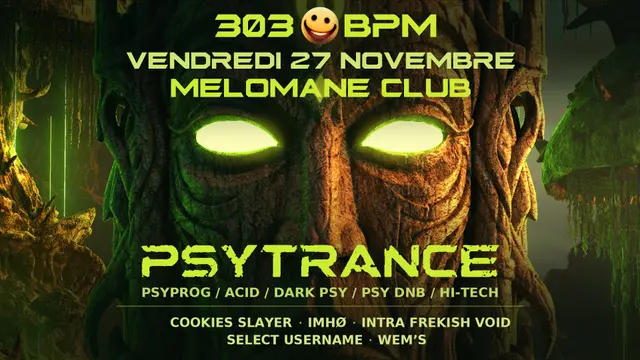 303 😀 BPM
VENDREDI 27 NOVEMBRE
MELOMANE CLUB
PSYTRANCE
PSYPROG / ACID / DARK PSY / PSY DNB / HI-TECH
COOKIES SLAYER · IMHØ · INTRA FREKISH VOID
SELECT USERNAME · WEM'S